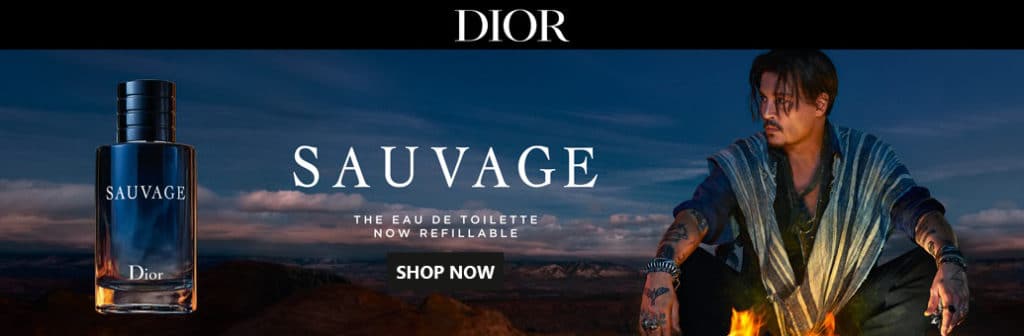 DIOR
SAUVAGE
Dior
SAUVAGE
THE EAU DE TOILETTE
NOW REFILLABLE
SHOP NOW